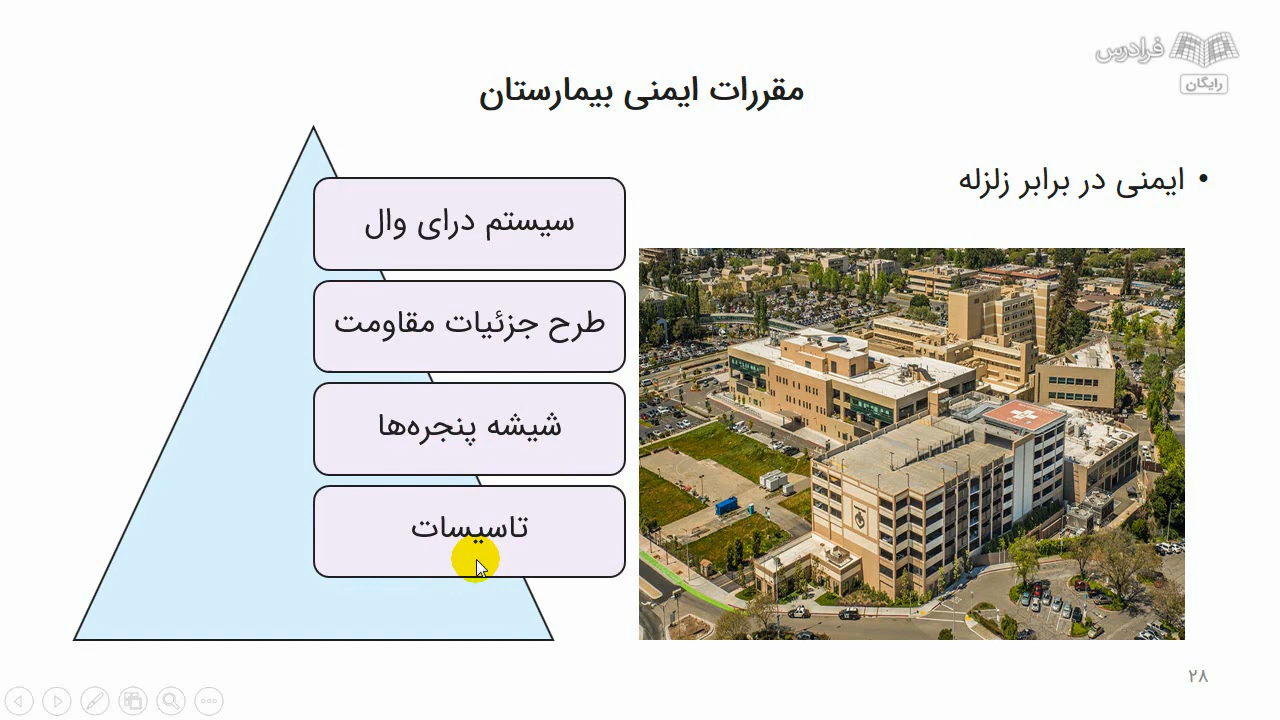 فرادرس
رایگان
مقررات ایمنی بیمارستان
• ایمنی در برابر زلزله
سیستم درای وال
طرح جزئیات مقاومت
شیشه پنجره‌ها
تاسیسات
۲۸